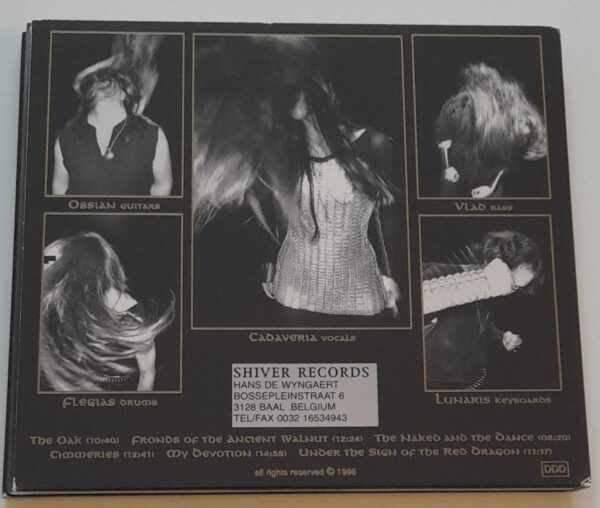 Ossian guitars
Vlad bass
Cadaveria vocals
Flegias drums
Lunaris keyboards
SHIVER RECORDS
HANS DE WYNGAERT
BOSSEPLEINSTRAAT 6
3128 BAAL BELGIUM
TEL/FAX 0032 16534943
The Oak (10:40) Fronds of the Ancient Walnut (12:24) The Naked and the Dance (08:20)
Cimmeries (12:41) My Devotion (14:58) Under the Sign of the Red Dragon (11:17)
all rights reserved © 1996
DDD